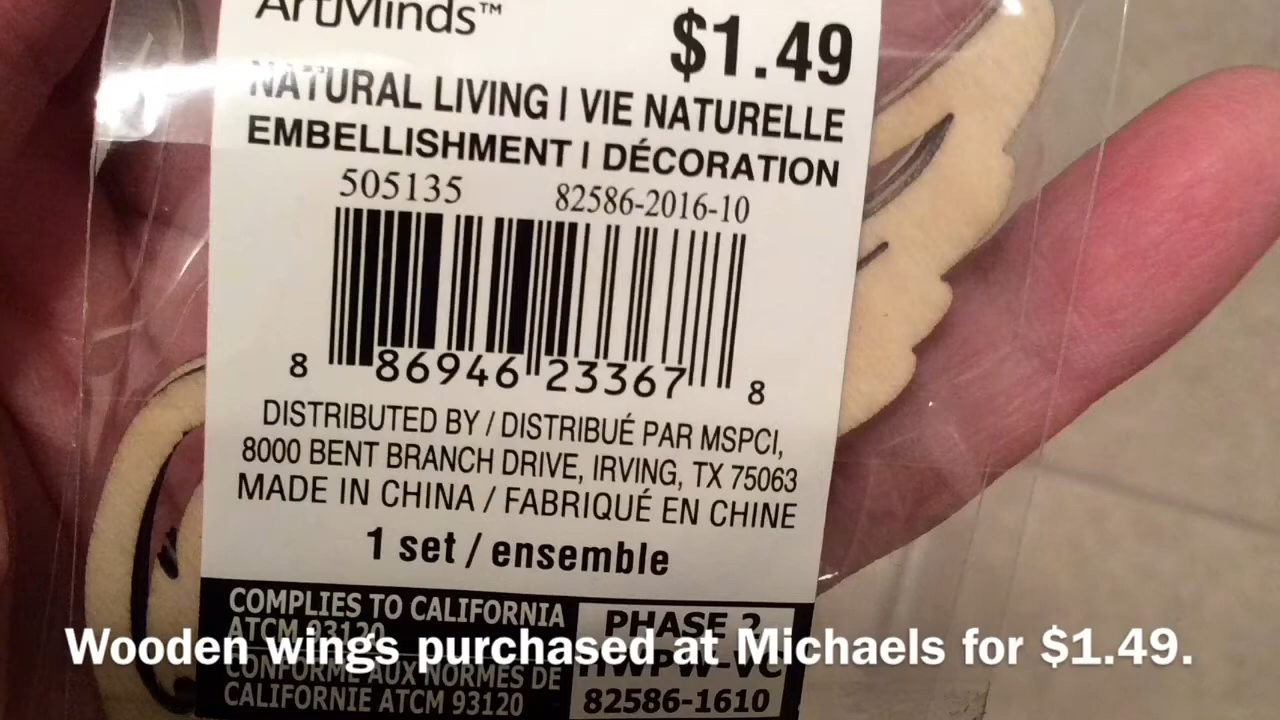 ArtMinds™
$1.49
NATURAL LIVING | VIE NATURELLE
EMBELLISHMENT | DÉCORATION
505135 82586-2016-10
8 86946 23367 8
DISTRIBUTED BY / DISTRIBUÉ PAR MSPCI,
8000 BENT BRANCH DRIVE, IRVING, TX 75063
MADE IN CHINA / FABRIQUÉ EN CHINE
1 set / ensemble
COMPLIES TO CALIFORNIA
ATCM 93120
PHASE 2
Wooden wings purchased at Michaels for $1.49.
HWPW-VC
CONFORME AUX NORMES DE
CALIFORNIE ATCM 93120
82586-1610